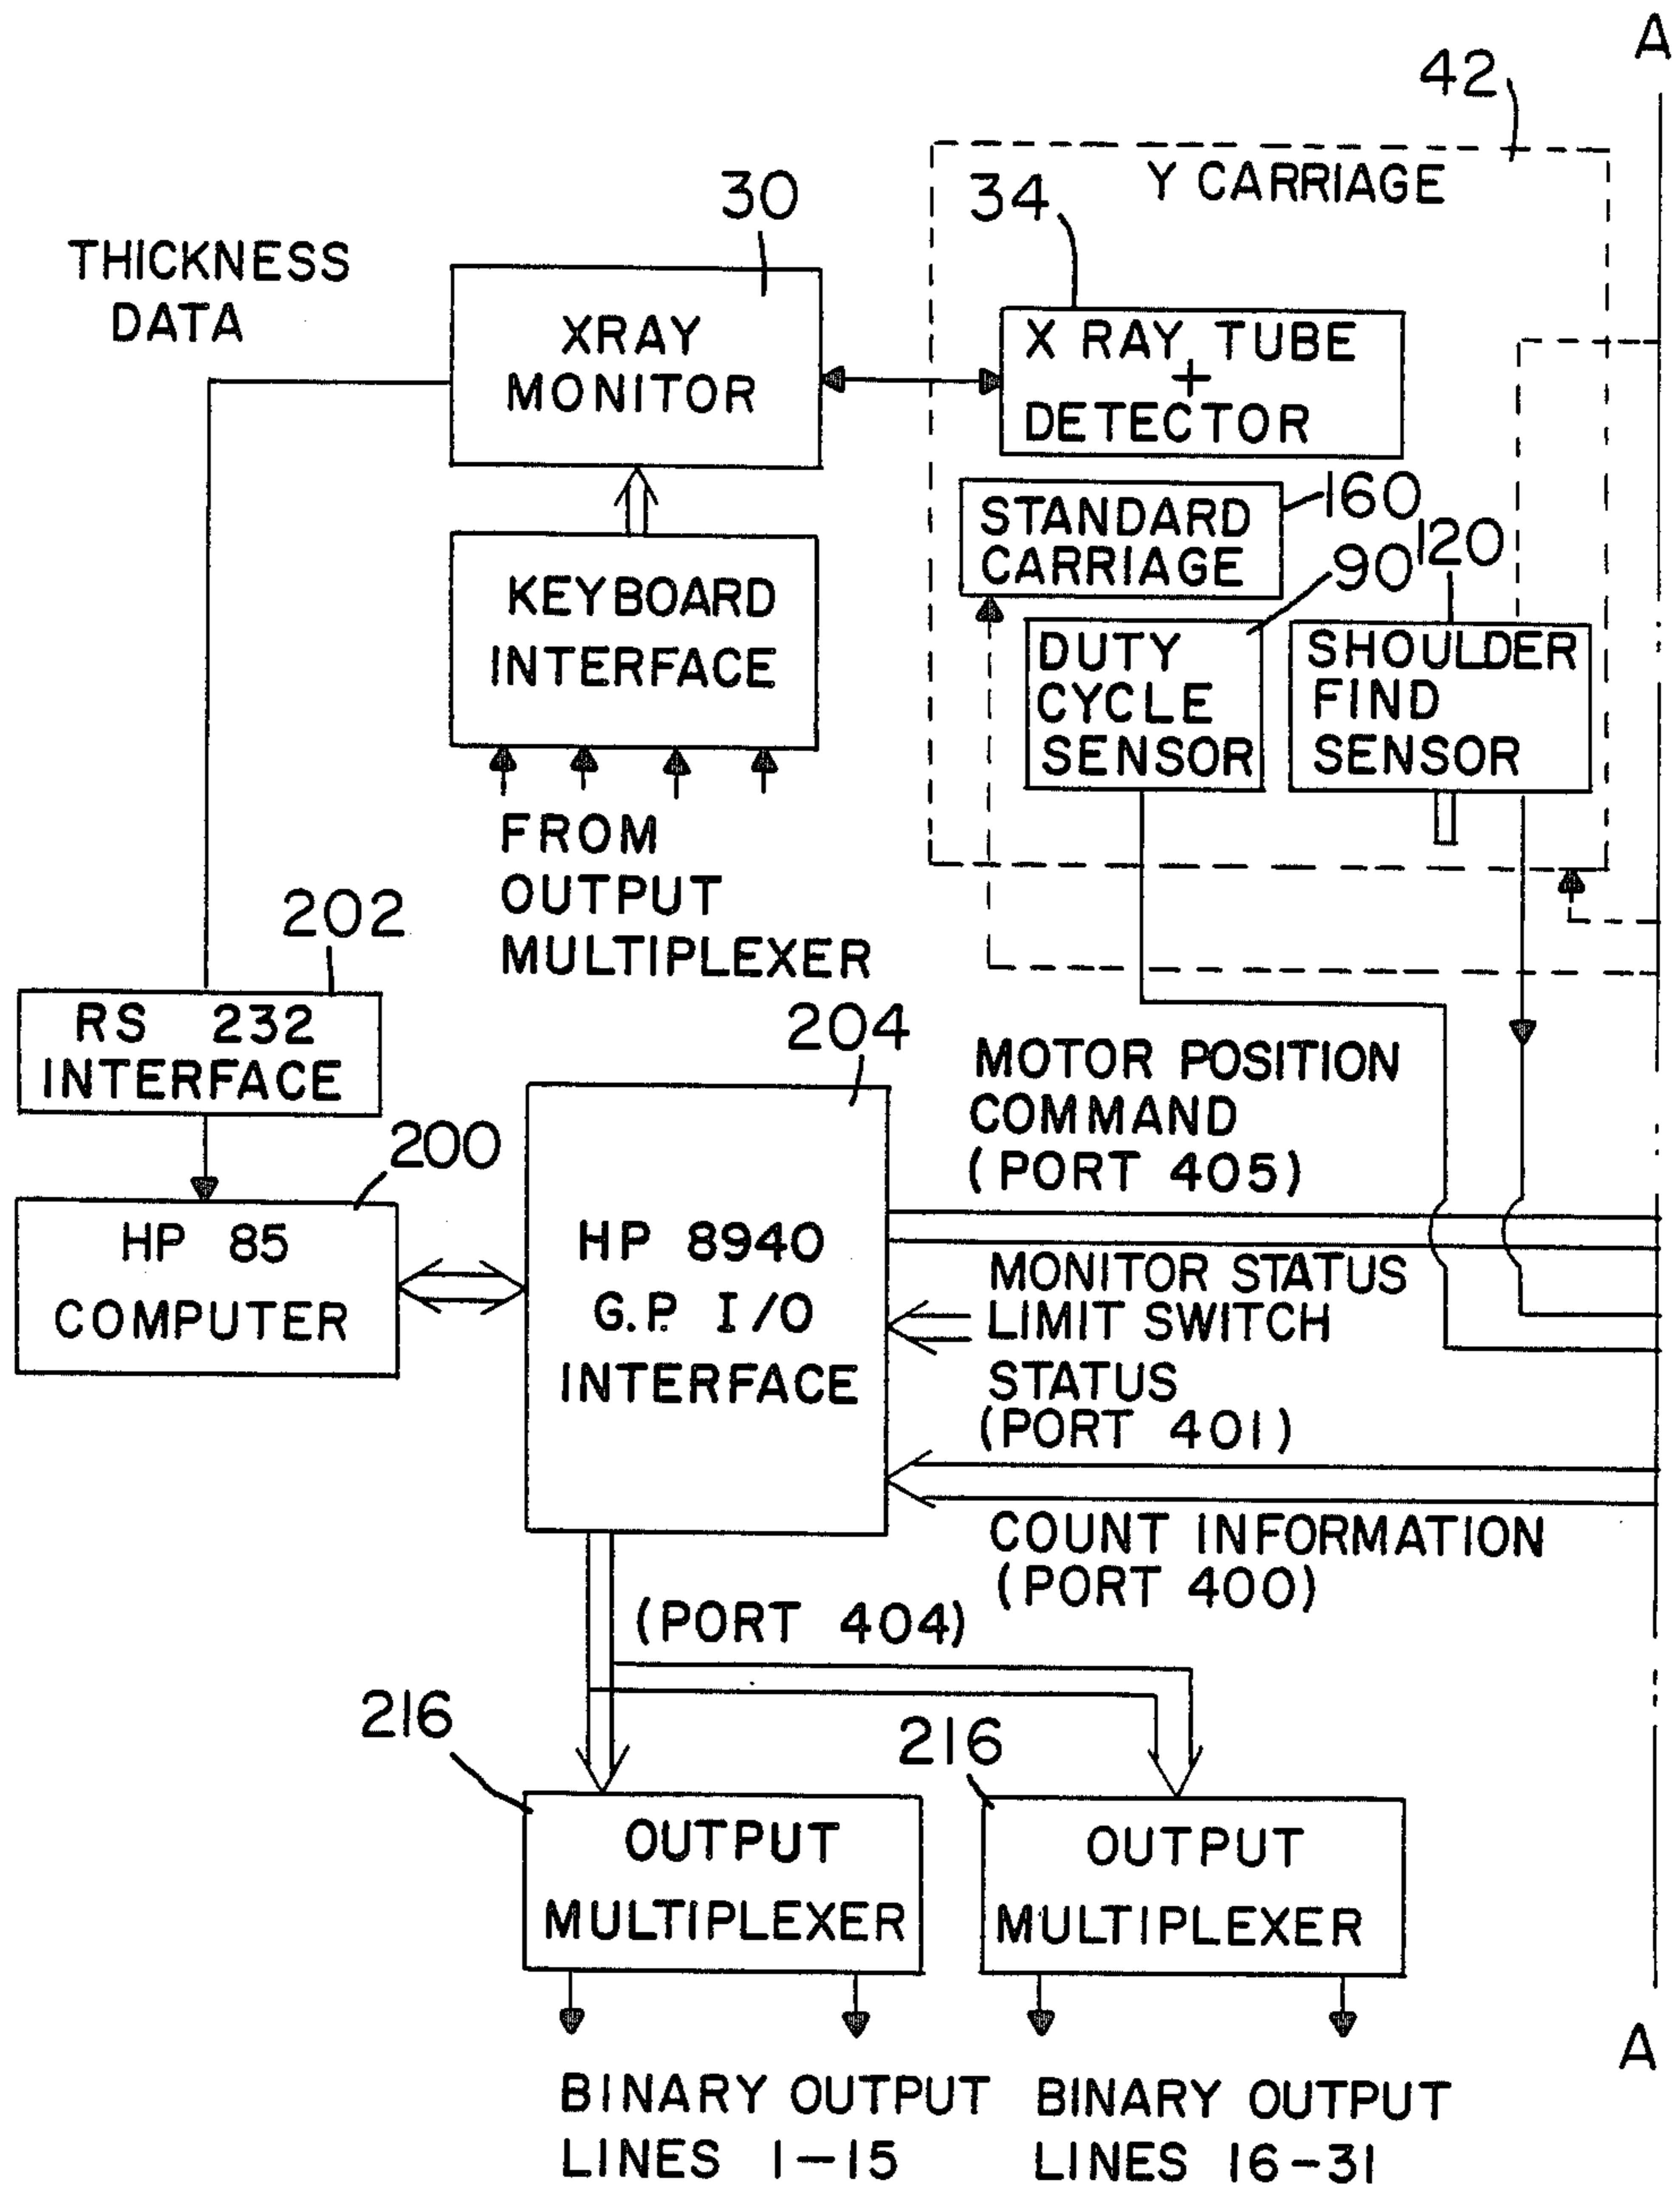 A
42
Y CARRIAGE
30
34
THICKNESS
DATA
XRAY
MONITOR
X RAY TUBE
+
DETECTOR
160
STANDARD
CARRIAGE
120
90
KEYBOARD
INTERFACE
DUTY
CYCLE
SENSOR
SHOULDER
FIND
SENSOR
FROM
OUTPUT
MULTIPLEXER
202
RS 232
INTERFACE
204
MOTOR POSITION
COMMAND
(PORT 405)
200
HP 85
COMPUTER
HP 8940
G.P. I/O
INTERFACE
MONITOR STATUS
LIMIT SWITCH
STATUS
(PORT 401)
COUNT INFORMATION
(PORT 400)
(PORT 404)
216
216
OUTPUT
MULTIPLEXER
OUTPUT
MULTIPLEXER
A
BINARY OUTPUT
LINES 1-15
BINARY OUTPUT
LINES 16-31